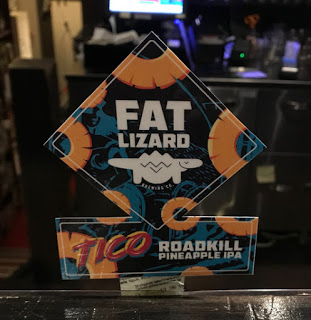 FAT
LIZARD
BREWING CO.
TICO
ROADKILL
PINEAPPLE IPA